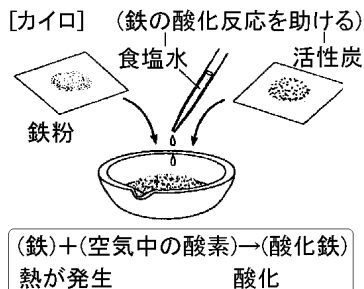 [カイロ] (鉄の酸化反応を助ける)
食塩水
活性炭
鉄粉
(鉄)+(空気中の酸素)→(酸化鉄)
熱が発生 酸化